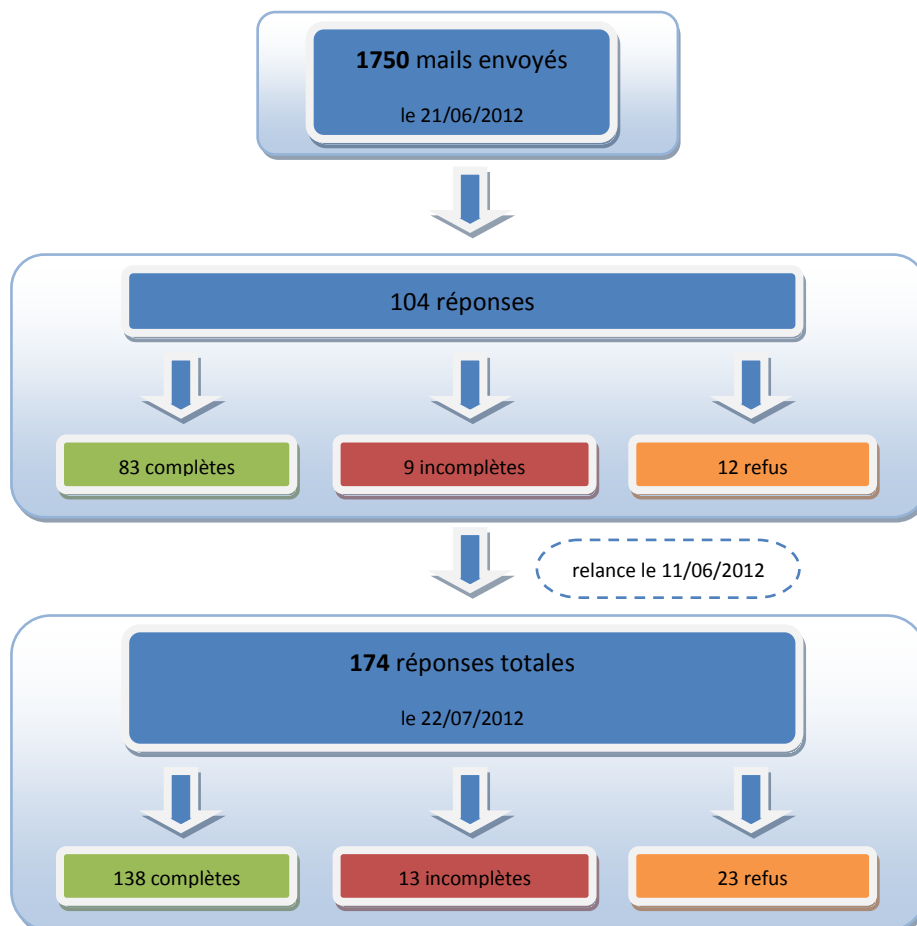 1750 mails envoyés
le 21/06/2012
104 réponses
83 complètes
9 incomplètes
12 refus
relance le 11/06/2012
174 réponses totales
le 22/07/2012
138 complètes
13 incomplètes
23 refus